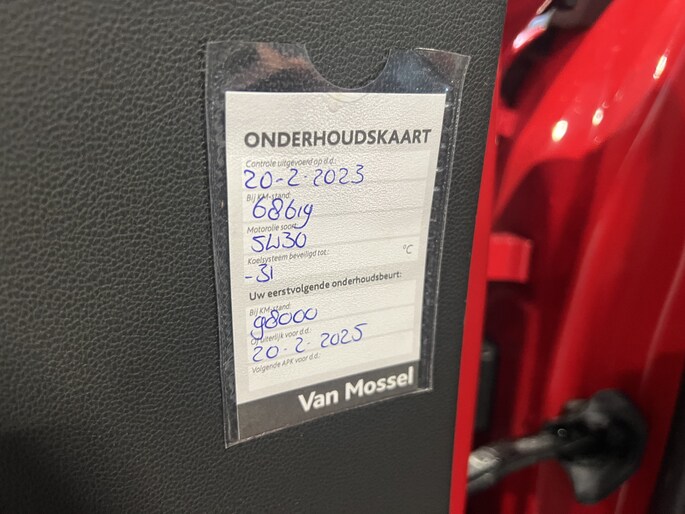 ONDERHOUDSKAART
Controle uitgevoerd op d.d.:
20-2-2023
Bij KM-stand:
68619
Motorolie soort:
5W30
Koelsysteem beveiligd tot:
-31 °C
Uw eerstvolgende onderhoudsbeurt:
Bij KM-stand:
98000
Of uiterlijk voor d.d.:
20-2-2025
Volgende APK voor d.d.:
Van Mossel